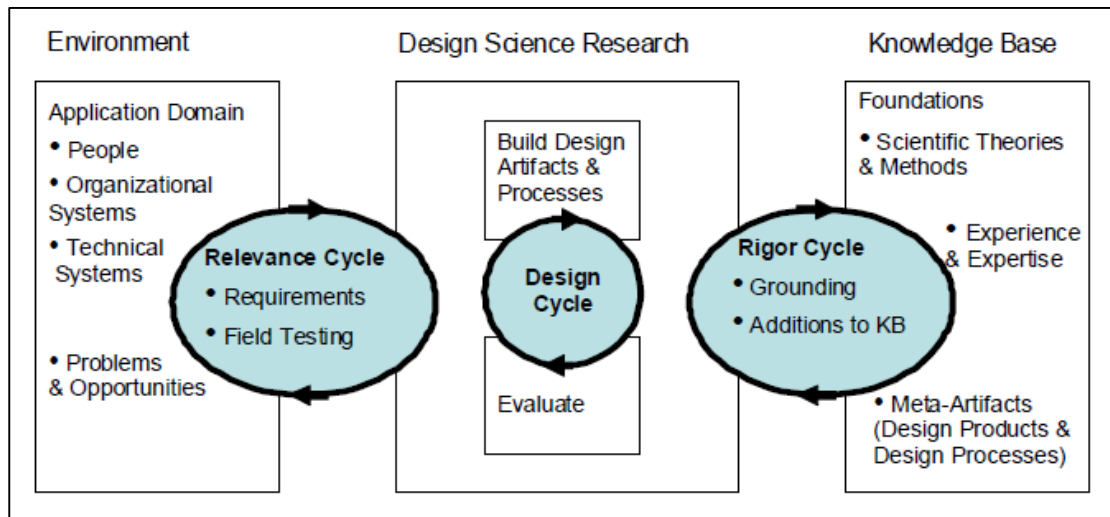 Environment
Design Science Research
Knowledge Base
Application Domain
• People
• Organizational
Systems
• Technical
Systems
• Problems
& Opportunities
Relevance Cycle
• Requirements
• Field Testing
Build Design
Artifacts &
Processes
Design
Cycle
Evaluate
Rigor Cycle
• Grounding
• Additions to KB
Foundations
• Scientific Theories
& Methods
• Experience
& Expertise
• Meta-Artifacts
(Design Products &
Design Processes)